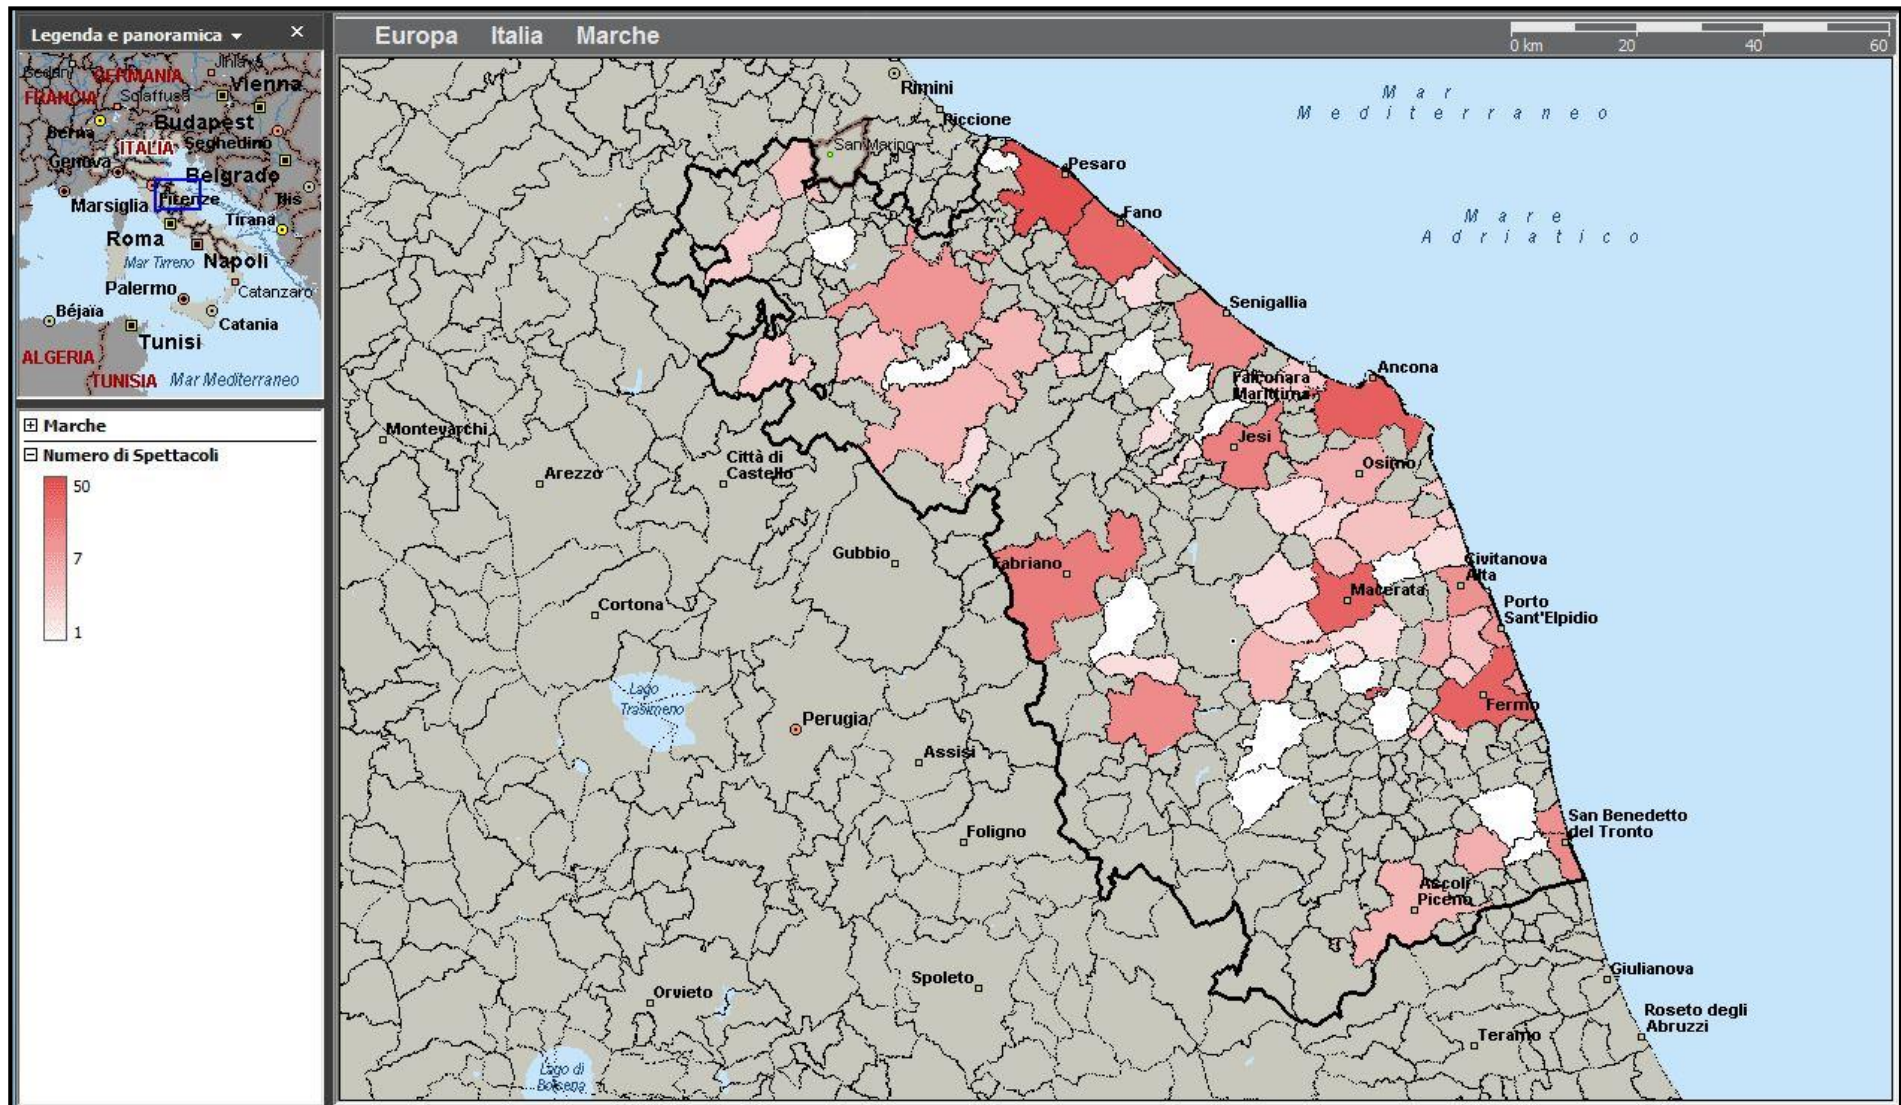 Legenda e panoramica
Europa Italia Marche
0 km 20 40 60
GERMANIA
Vienna
FRANCIA
Sciaffusa
Budapest
Berna
ITALIA
Seghedino
Genova
Belgrado
Marsiglia
Firenze
Nis
Tirana
Roma
Mar Tirreno
Napoli
Palermo
Catanzaro
Béjaïa
Catania
Tunisi
ALGERIA
TUNISIA
Mar Mediterraneo
Marche
Numero di Spettacoli
50
7
1
Rimini
Riccione
San Marino
Mar
Mediterraneo
Pesaro
Fano
Mare
Adriatico
Senigallia
Ancona
Falconara
Marittima
Jesi
Osimo
Montevarchi
Arezzo
Città di
Castello
Gubbio
Fabriano
Civitanova
Alta
Macerata
Porto
Sant'Elpidio
Cortona
Lago
Trasimeno
Perugia
Fermo
Assisi
Foligno
San Benedetto
del Tronto
Ascoli
Piceno
Spoleto
Orvieto
Giulianova
Roseto degli
Abruzzi
Teramo
Lago di
Bolsena